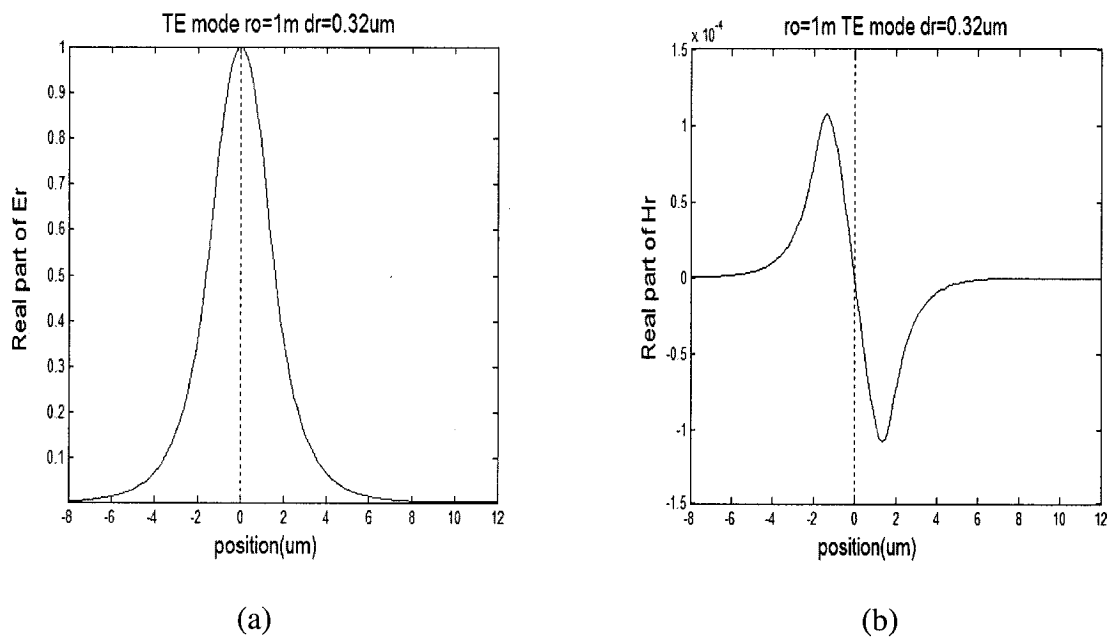 TE mode ro=1m dr=0.32um
1
0.9
0.8
0.7
0.6
0.5
0.4
0.3
0.2
0.1
-8 -6 -4 -2 0 2 4 6 8 10 12
Real part of Er
position(um)
(a)
ro=1m TE mode dr=0.32um
x 10^-4
1.5
1
0.5
0
-0.5
-1
-1.5
-8 -6 -4 -2 0 2 4 6 8 10 12
Real part of Hr
position(um)
(b)